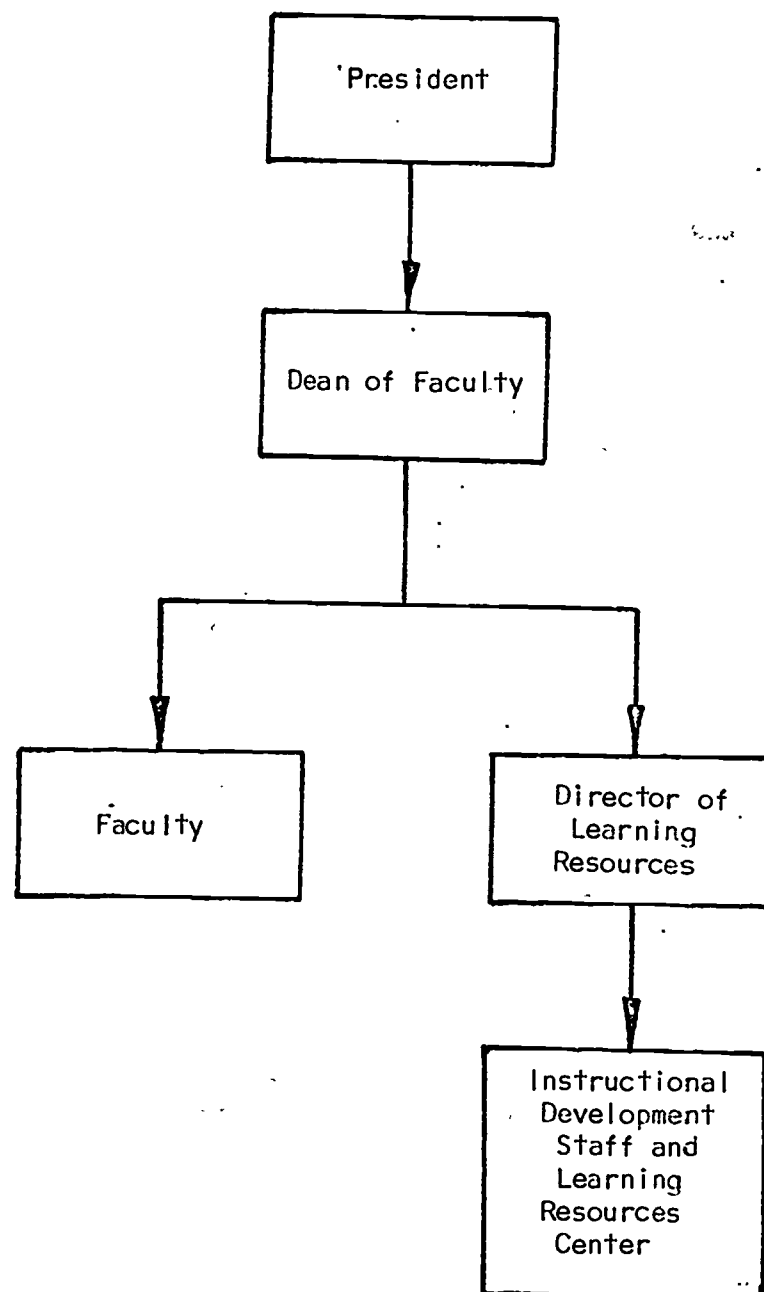 President
Dean of Faculty
Faculty
Director of
Learning
Resources
Instructional
Development
Staff and
Learning
Resources
Center